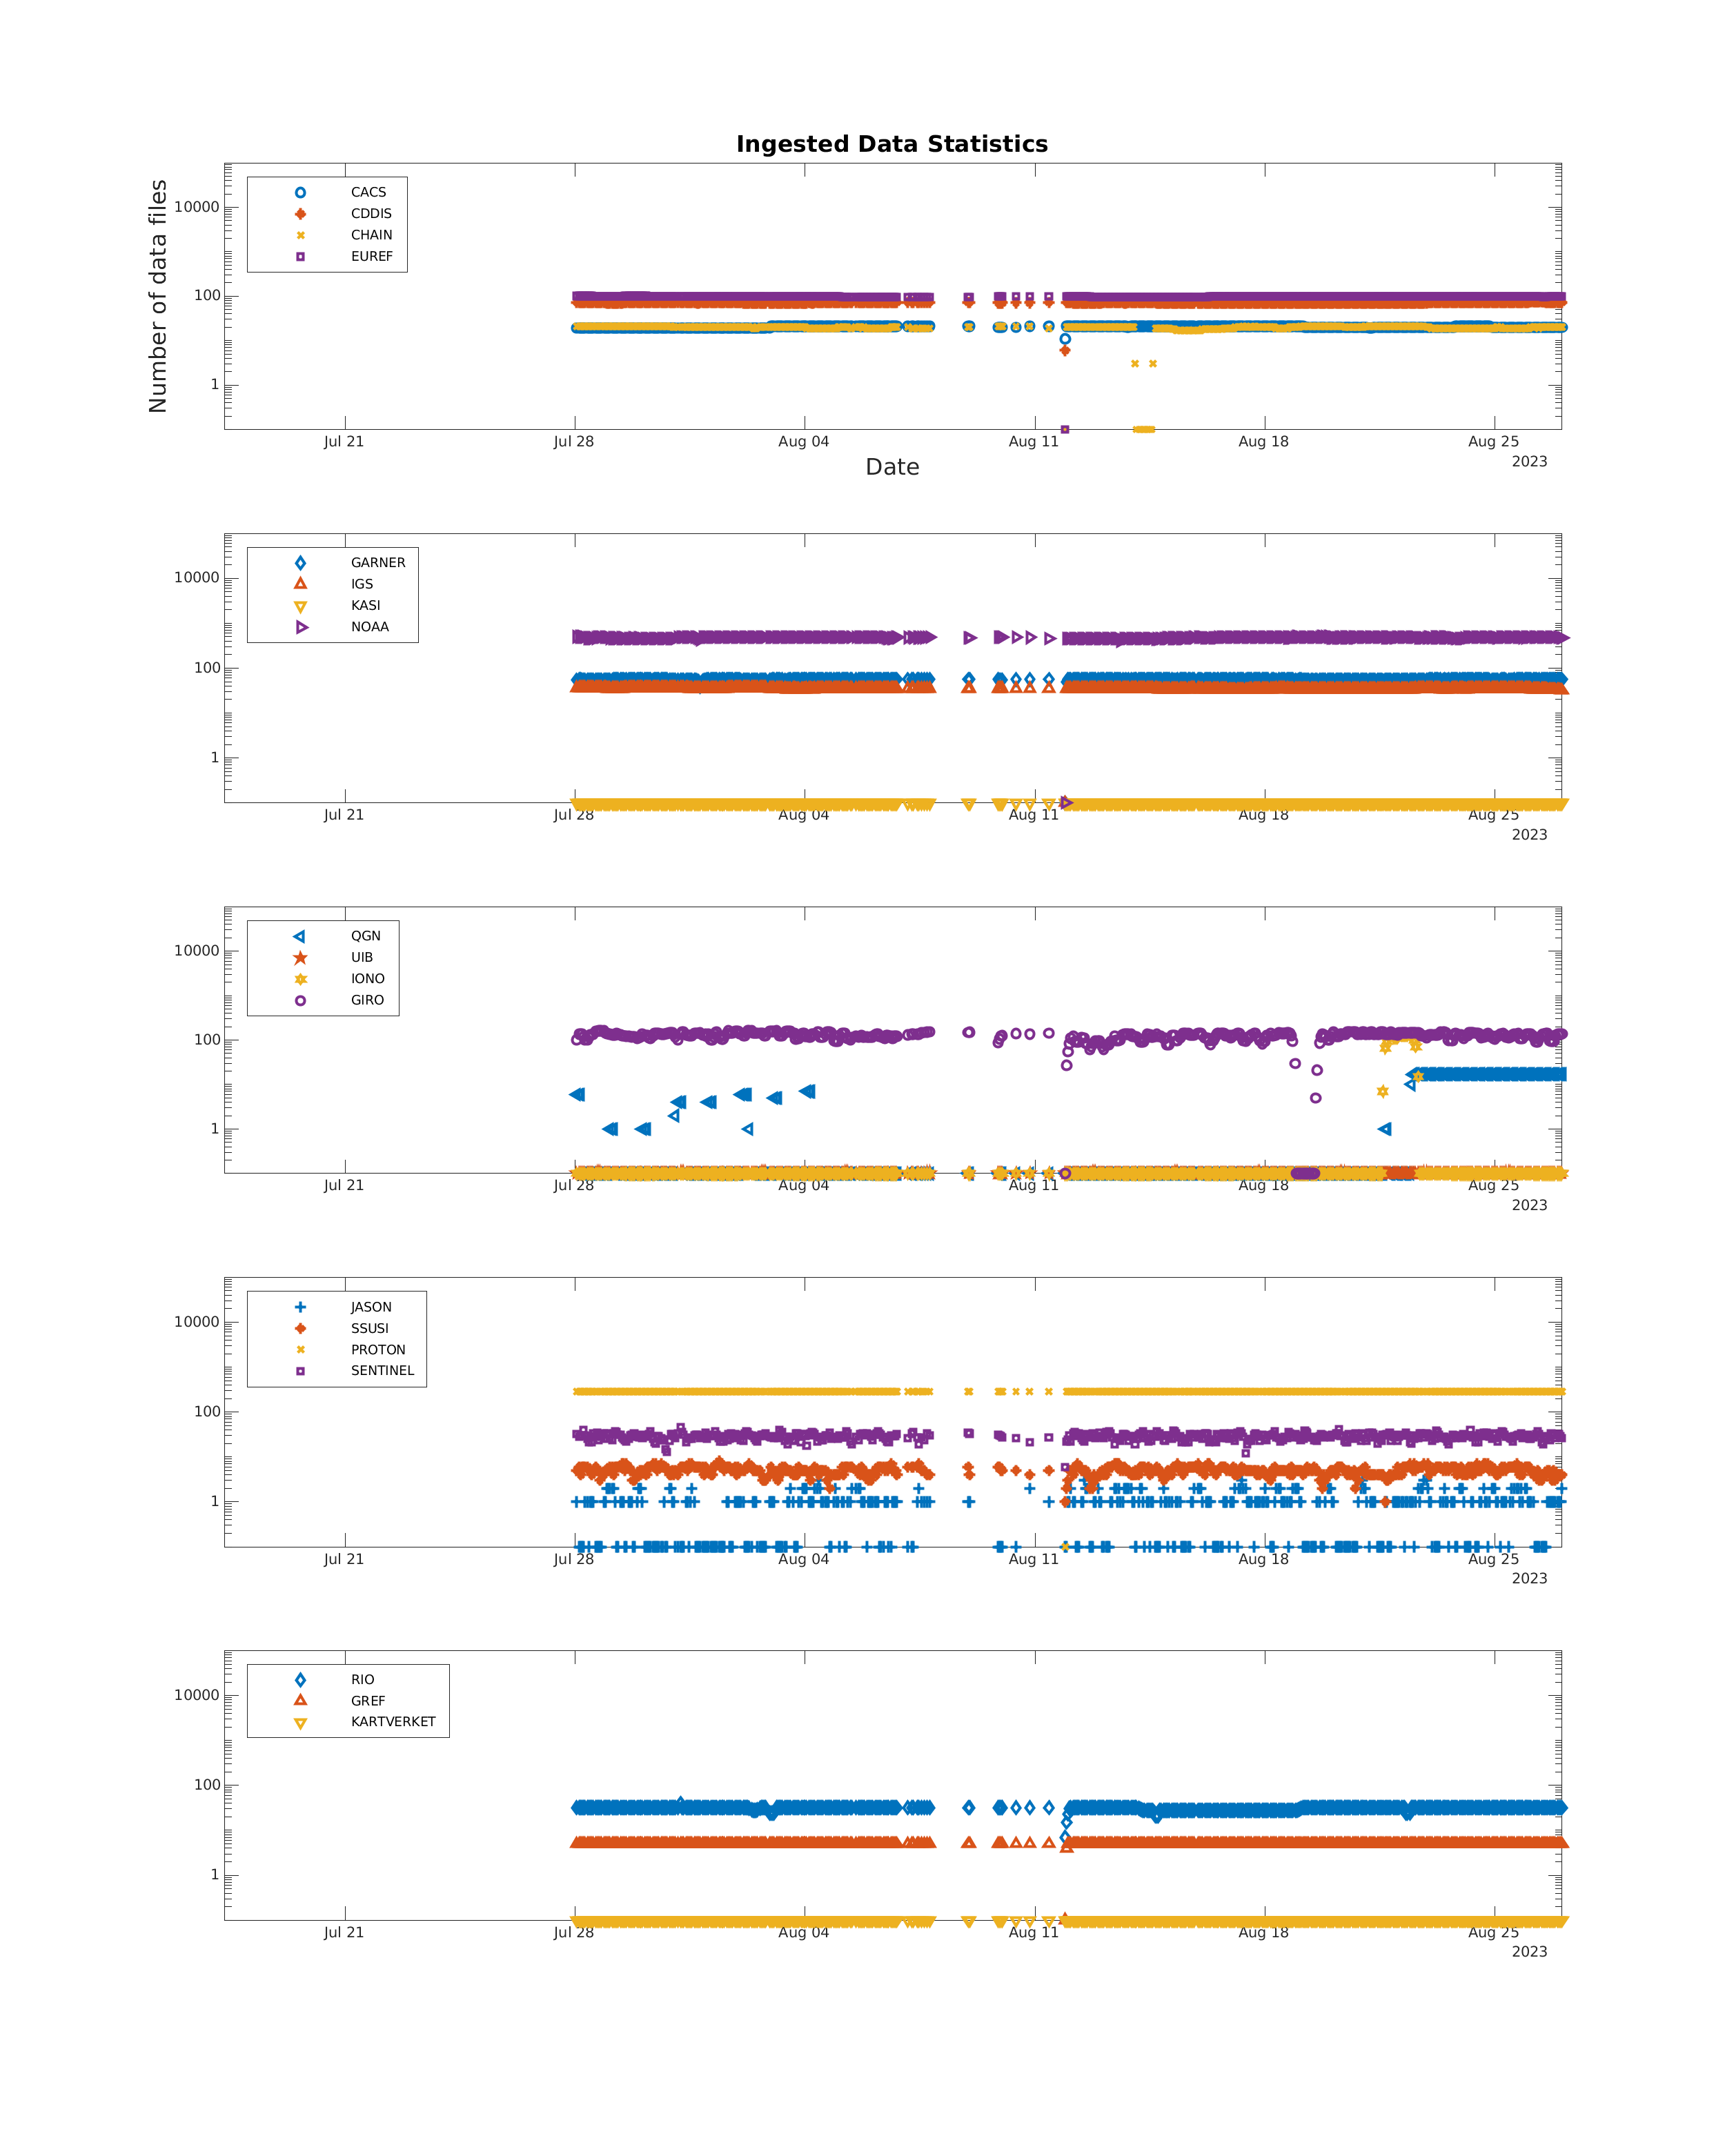 Ingested Data Statistics
Number of data files
CACS
CDDIS
CHAIN
EUREF
10000
100
1
Jul 21 Jul 28 Aug 04 Aug 11 Aug 18 Aug 25
2023
Date
GARNER
IGS
KASI
NOAA
10000
100
1
Jul 21 Jul 28 Aug 04 Aug 11 Aug 18 Aug 25
2023
QGN
UIB
IONO
GIRO
10000
100
1
Jul 21 Jul 28 Aug 04 Aug 11 Aug 18 Aug 25
2023
JASON
SSUSI
PROTON
SENTINEL
10000
100
1
Jul 21 Jul 28 Aug 04 Aug 11 Aug 18 Aug 25
2023
RIO
GREF
KARTVERKET
10000
100
1
Jul 21 Jul 28 Aug 04 Aug 11 Aug 18 Aug 25
2023